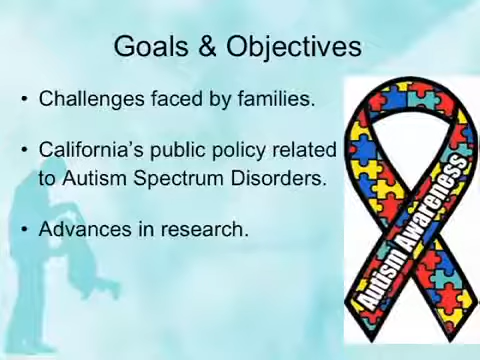 Goals & Objectives
• Challenges faced by families.
• California's public policy related
to Autism Spectrum Disorders.
• Advances in research.
Autism Awareness